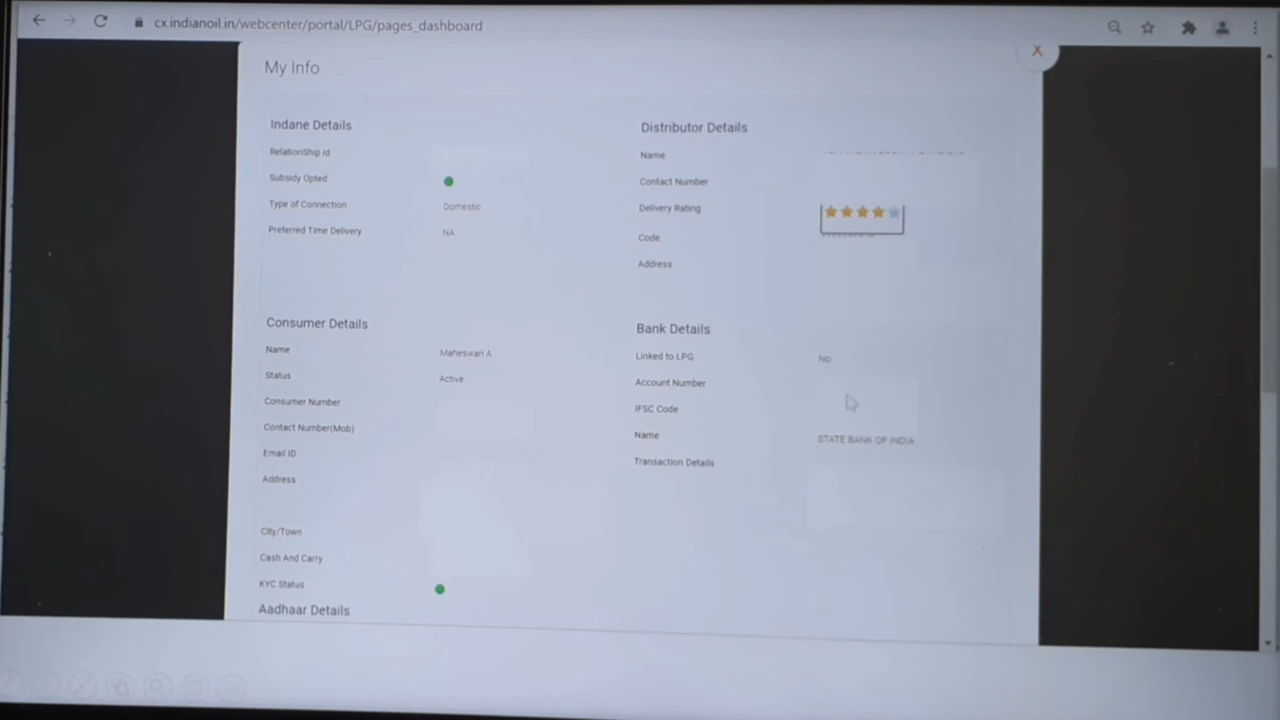 cx.indianoil.in/webcenter/portal/LPG/pages_dashboard
X
My Info
Indane Details
RelationShip Id
Subsidy Opted
Type of Connection Domestic
Preferred Time Delivery NA
Distributor Details
Name
Contact Number
Delivery Rating
Code
Address
Consumer Details
Name Maheswari A
Status Active
Consumer Number
Contact Number(Mob)
Email ID
Address
City/Town
Cash And Carry
KYC Status
Aadhaar Details
Bank Details
Linked to LPG No
Account Number
IFSC Code
Name STATE BANK OF INDIA
Transaction Details